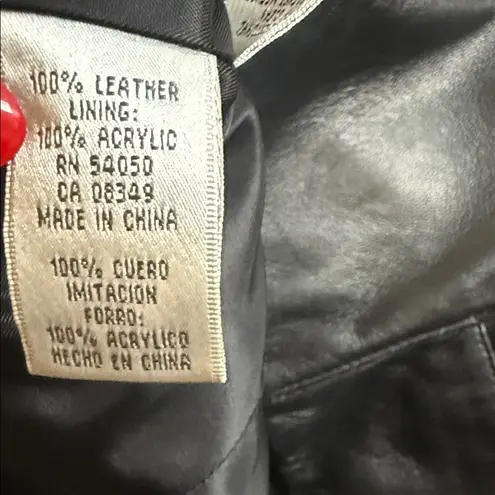 100% LEATHER
LINING:
100% ACRYLIC
RN 54050
CA 08349
MADE IN CHINA
100% CUERO
IMITACION
FORRO:
100% ACRYLICO
HECHO EN CHINA